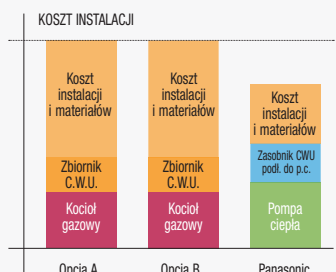 KOSZT INSTALACJI
Koszt
instalacji
i materiałów
Zbiornik
C.W.U.
Kocioł
gazowy
Koszt
instalacji
i materiałów
Zbiornik
C.W.U.
Kocioł
gazowy
Koszt
instalacji
i materiałów
Zasobnik CWU
podł. do p.c.
Pompa
ciepła
Opcja A
Opcja B
Panasonic